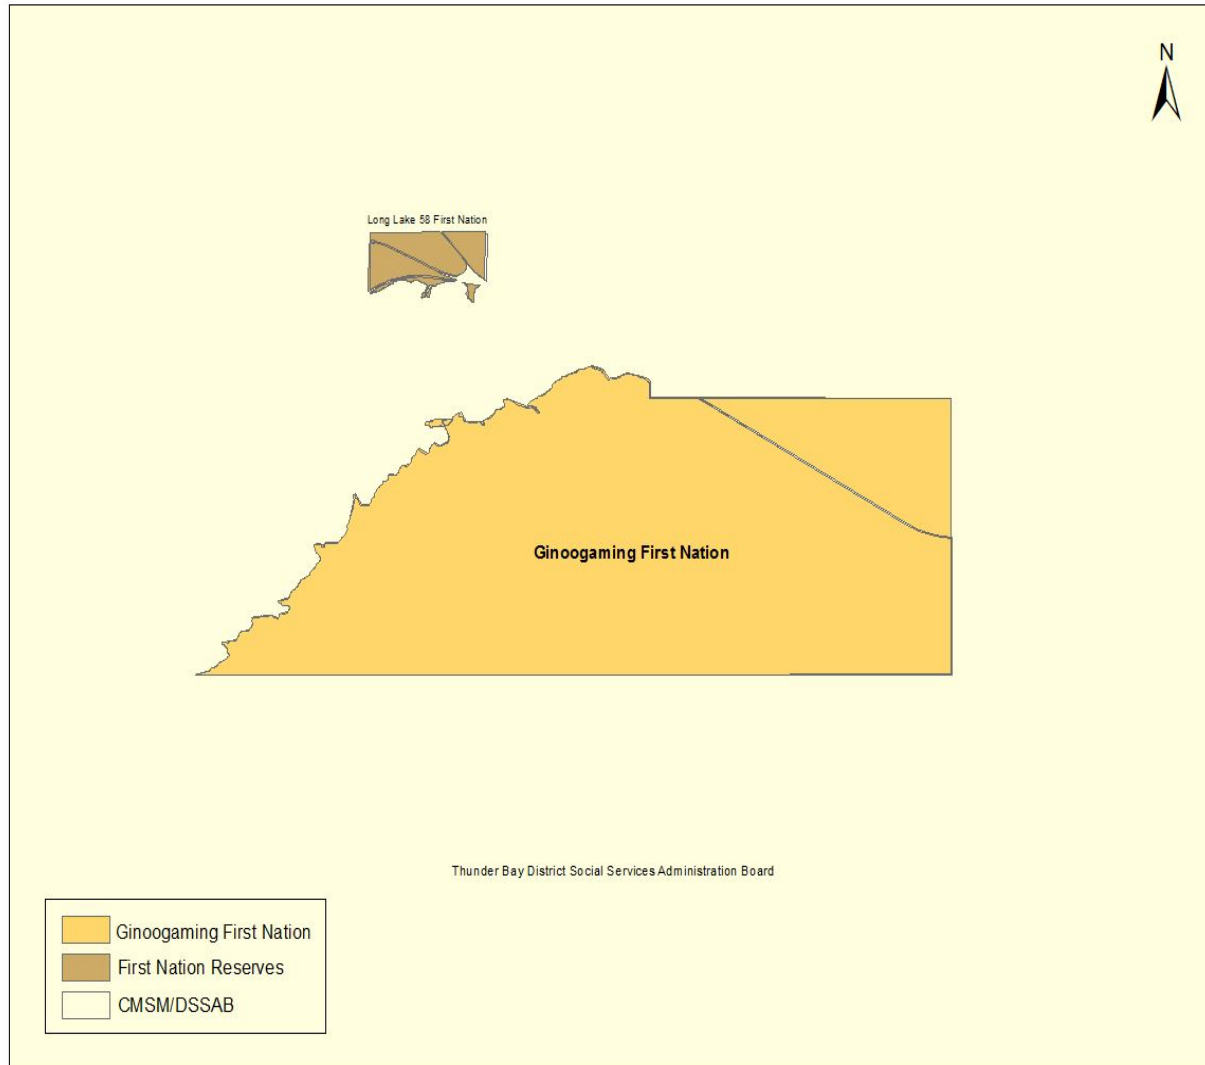 N
Long Lake 58 First Nation
Ginoogaming First Nation
Thunder Bay District Social Services Administration Board
Ginoogaming First Nation
First Nation Reserves
CMSM/DSSAB